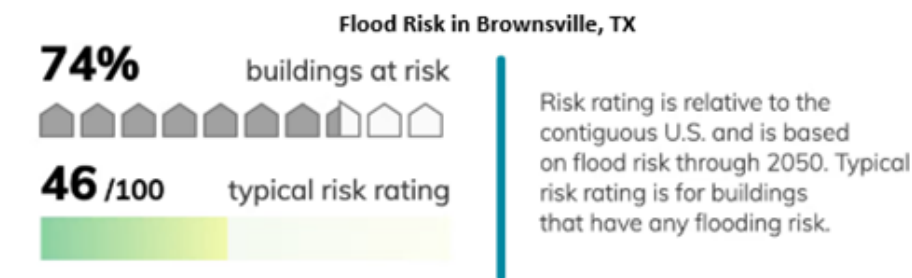 Flood Risk in Brownsville, TX
74% buildings at risk
46 /100 typical risk rating
Risk rating is relative to the
contiguous U.S. and is based
on flood risk through 2050. Typical
risk rating is for buildings
that have any flooding risk.